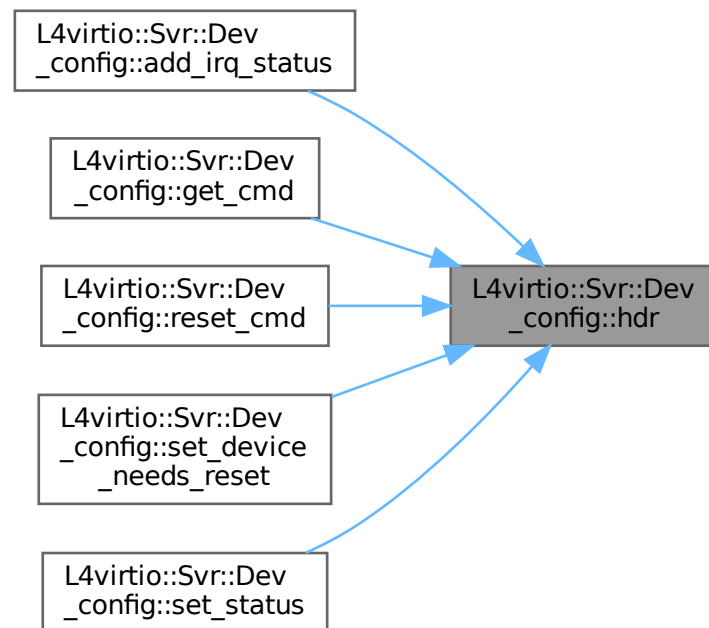 L4virtio::Svr::Dev
_config::add_irq_status
L4virtio::Svr::Dev
_config::get_cmd
L4virtio::Svr::Dev
_config::reset_cmd
L4virtio::Svr::Dev
_config::hdr
L4virtio::Svr::Dev
_config::set_device
_needs_reset
L4virtio::Svr::Dev
_config::set_status